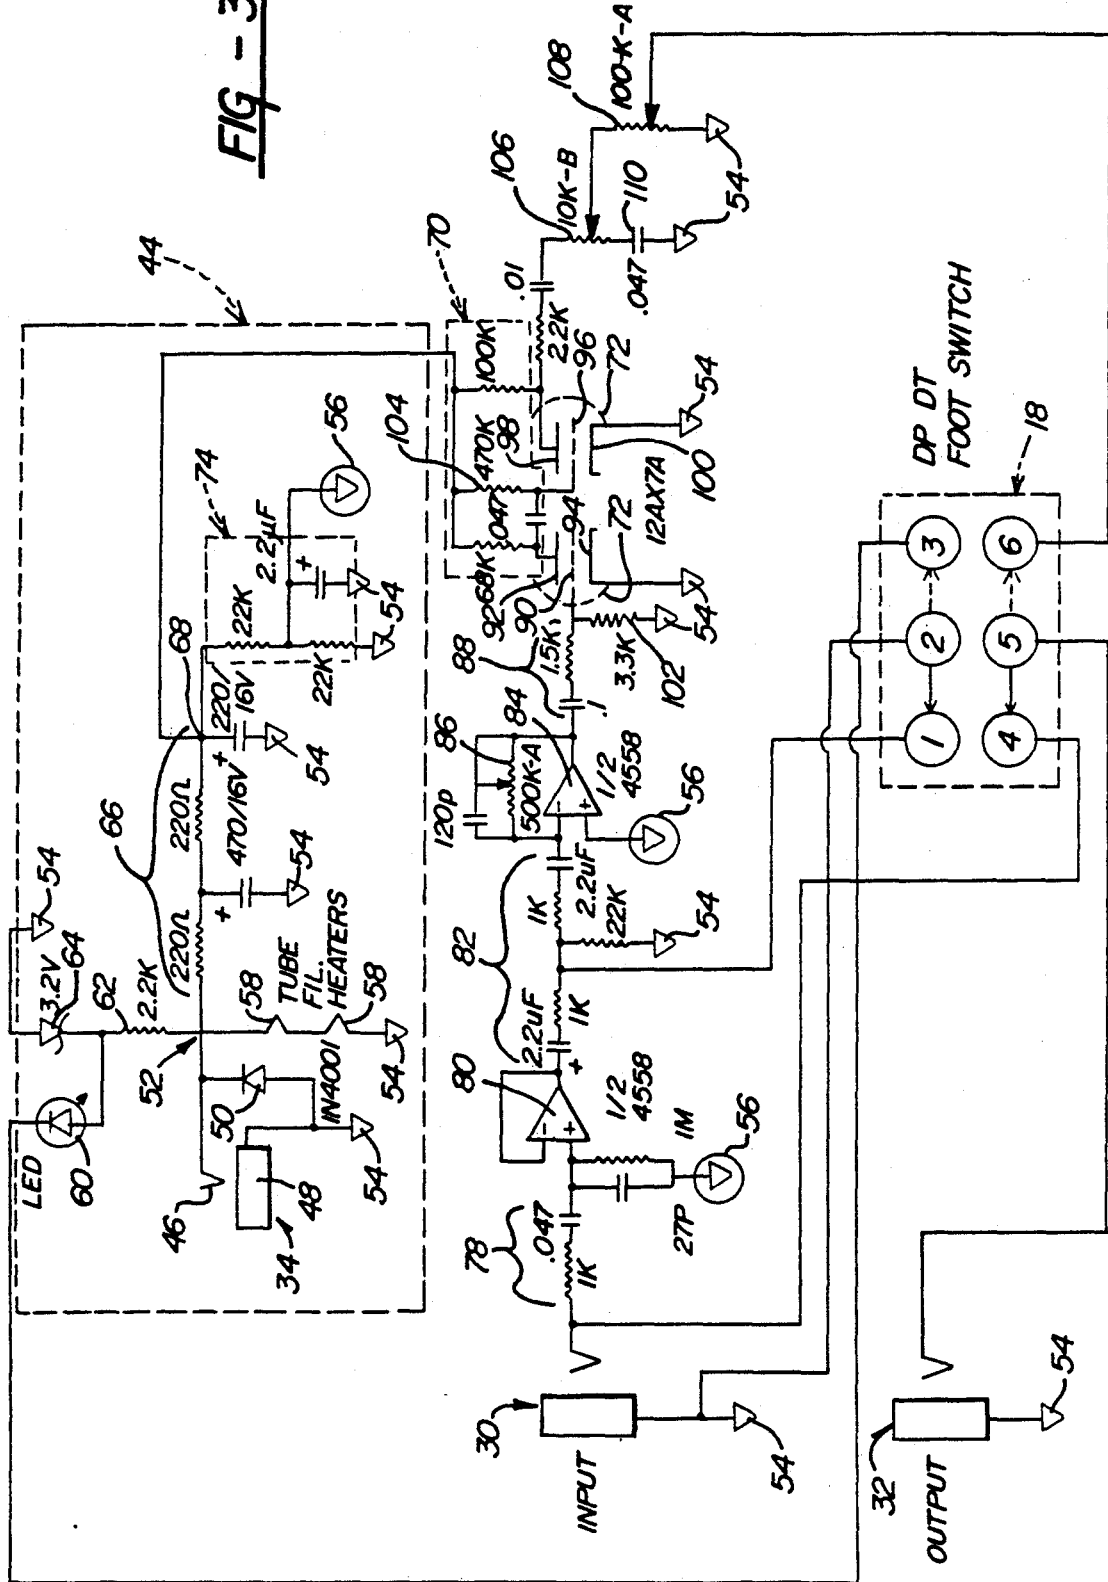 FIG - 3
44
LED
60
3.2V
54
64
62
2.2K
52
46
50
1N4001
48
34
54
58
TUBE
FIL.
HEATERS
58
54
66
220Ω
220Ω
+
470/16V
54
68
220/
16V
+
54
74
22K
22K
2.2µF
+
54
54
56
70
104
100K
470K
.047
68K
92
90
98
94
96
72
72
12AX7A
100
54
54
2.2K
.01
106
10K-B
110
.047
54
108
100-K-A
INPUT
30
54
78
1K
.047
27P
1M
56
80
-
+
1/2
4558
82
2.2uF
+
1K
1K
22K
54
2.2uF
120p
86
500K-A
84
-
+
1/2
4558
56
88
.1
1.5K
3.3K
102
54
OUTPUT
32
54
DP DT
FOOT SWITCH
18
1
2
3
4
5
6